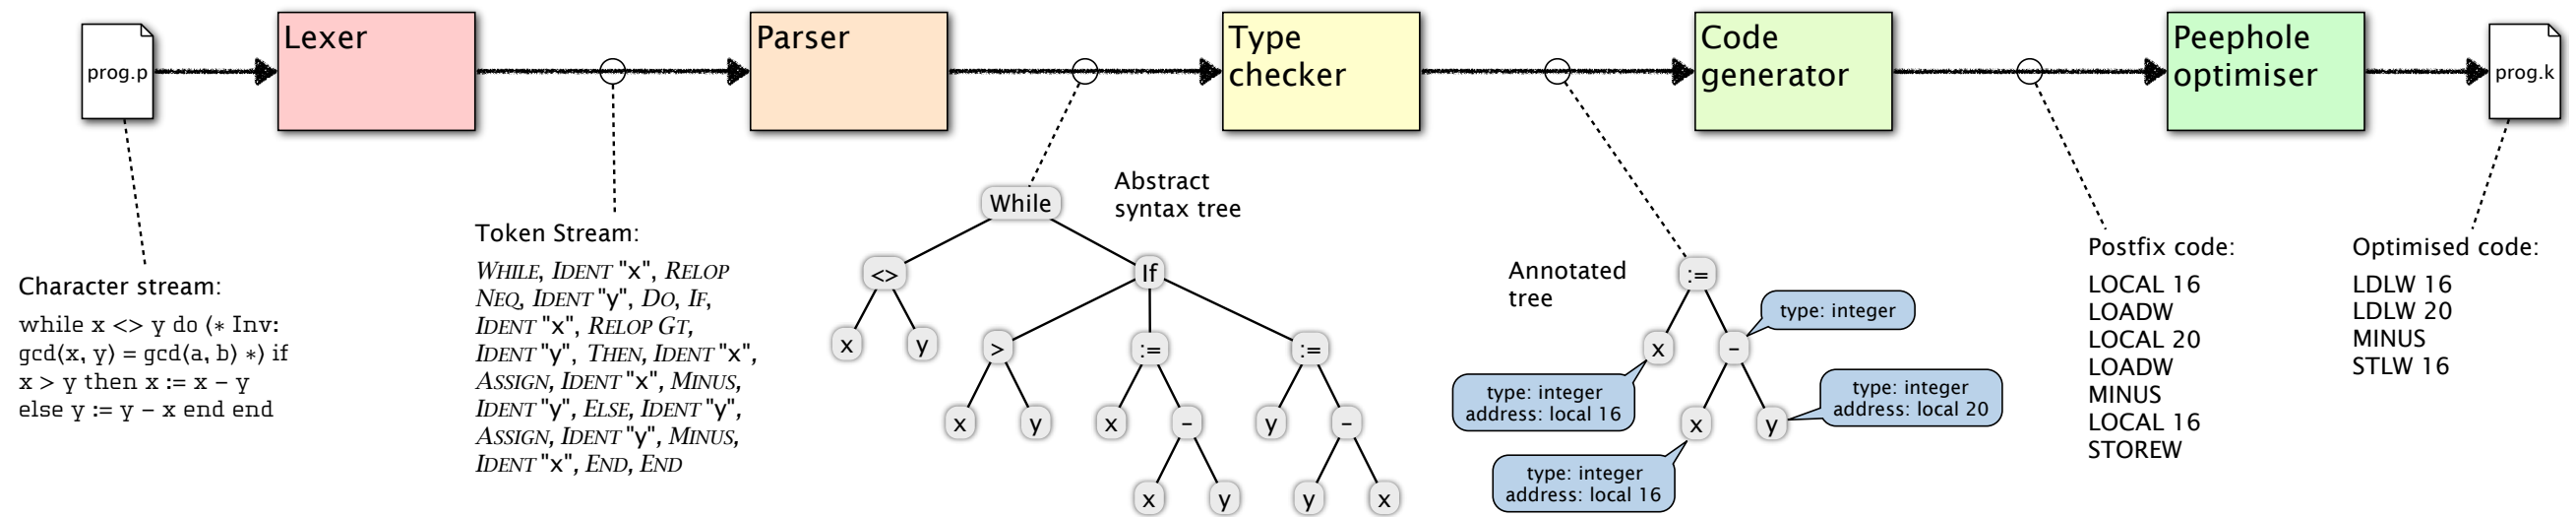 prog.p
Lexer
Parser
Type
checker
Code
generator
Peephole
optimiser
prog.k
Character stream:
while x <> y do (* Inv:
gcd(x, y) = gcd(a, b) *) if
x > y then x := x – y
else y := y – x end end
Token Stream:
WHILE, IDENT "x", RELOP
NEQ, IDENT "y", DO, IF,
IDENT "x", RELOP GT,
IDENT "y", THEN, IDENT "x",
ASSIGN, IDENT "x", MINUS,
IDENT "y", ELSE, IDENT "y",
ASSIGN, IDENT "y", MINUS,
IDENT "x", END, END
Abstract
syntax tree
While
<>
If
x
y
>
:=
:=
x
y
x
–
y
–
x
y
y
x
Annotated
tree
:=
type: integer
x
–
type: integer
address: local 16
type: integer
address: local 20
x
y
type: integer
address: local 16
Postfix code:
LOCAL 16
LOADW
LOCAL 20
LOADW
MINUS
LOCAL 16
STOREW
Optimised code:
LDLW 16
LDLW 20
MINUS
STLW 16